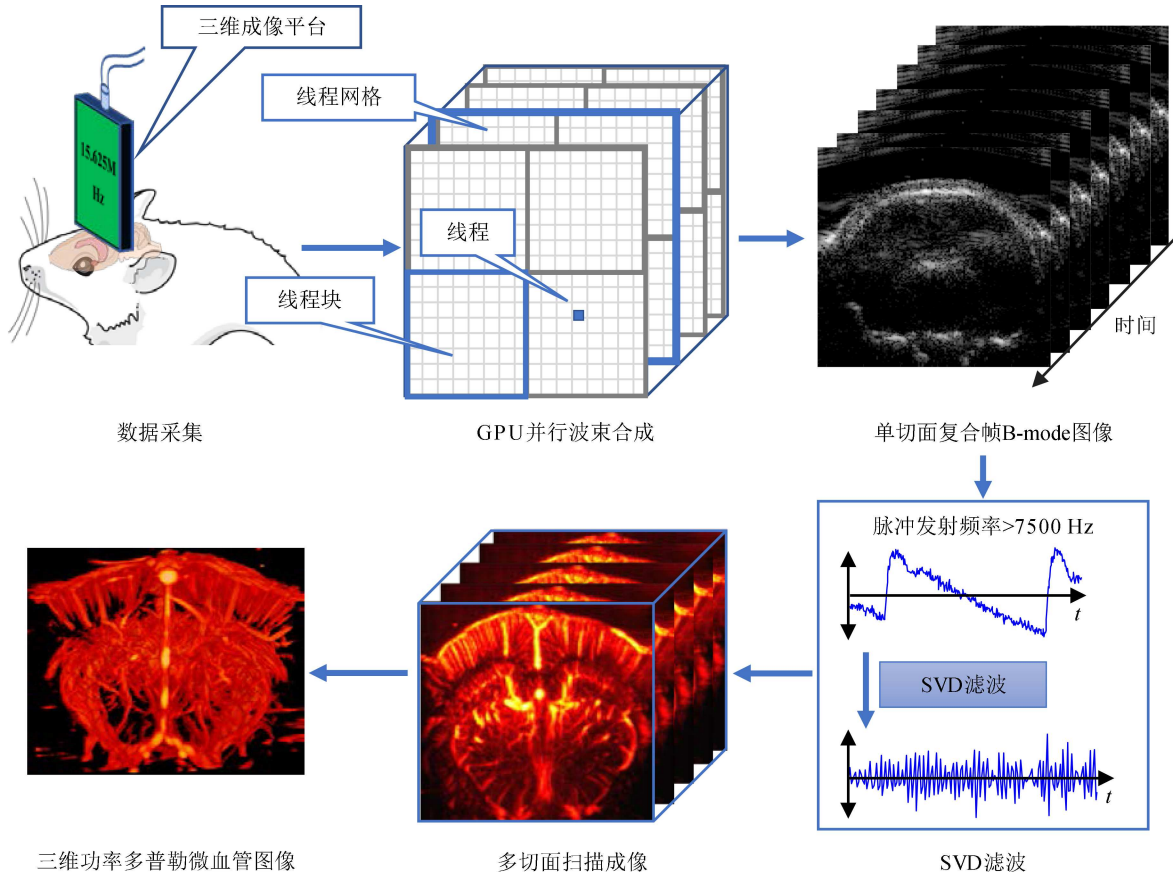 三维成像平台
15.625M
Hz
线程网格
线程
线程块
时间
数据采集
GPU并行波束合成
单切面复合帧B-mode图像
脉冲发射频率>7500 Hz
t
SVD滤波
t
三维功率多普勒微血管图像
多切面扫描成像
SVD滤波